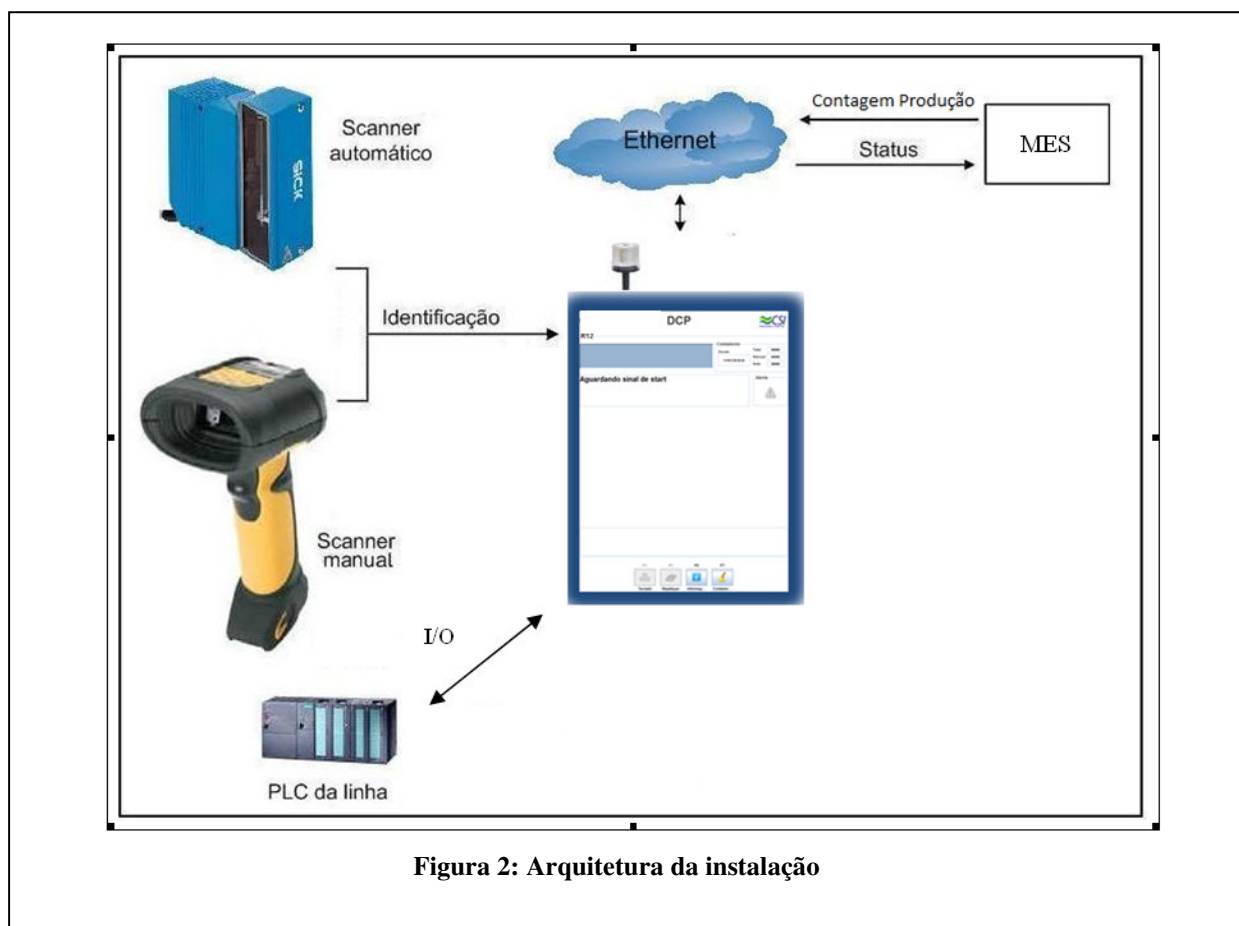 Scanner
automático
SICK
Ethernet
Contagem Produção
Status
MES
Identificação
DCP
CSI
R12
Aguardando sinal de start
Scanner
manual
I/O
PLC da linha
Figura 2: Arquitetura da instalação